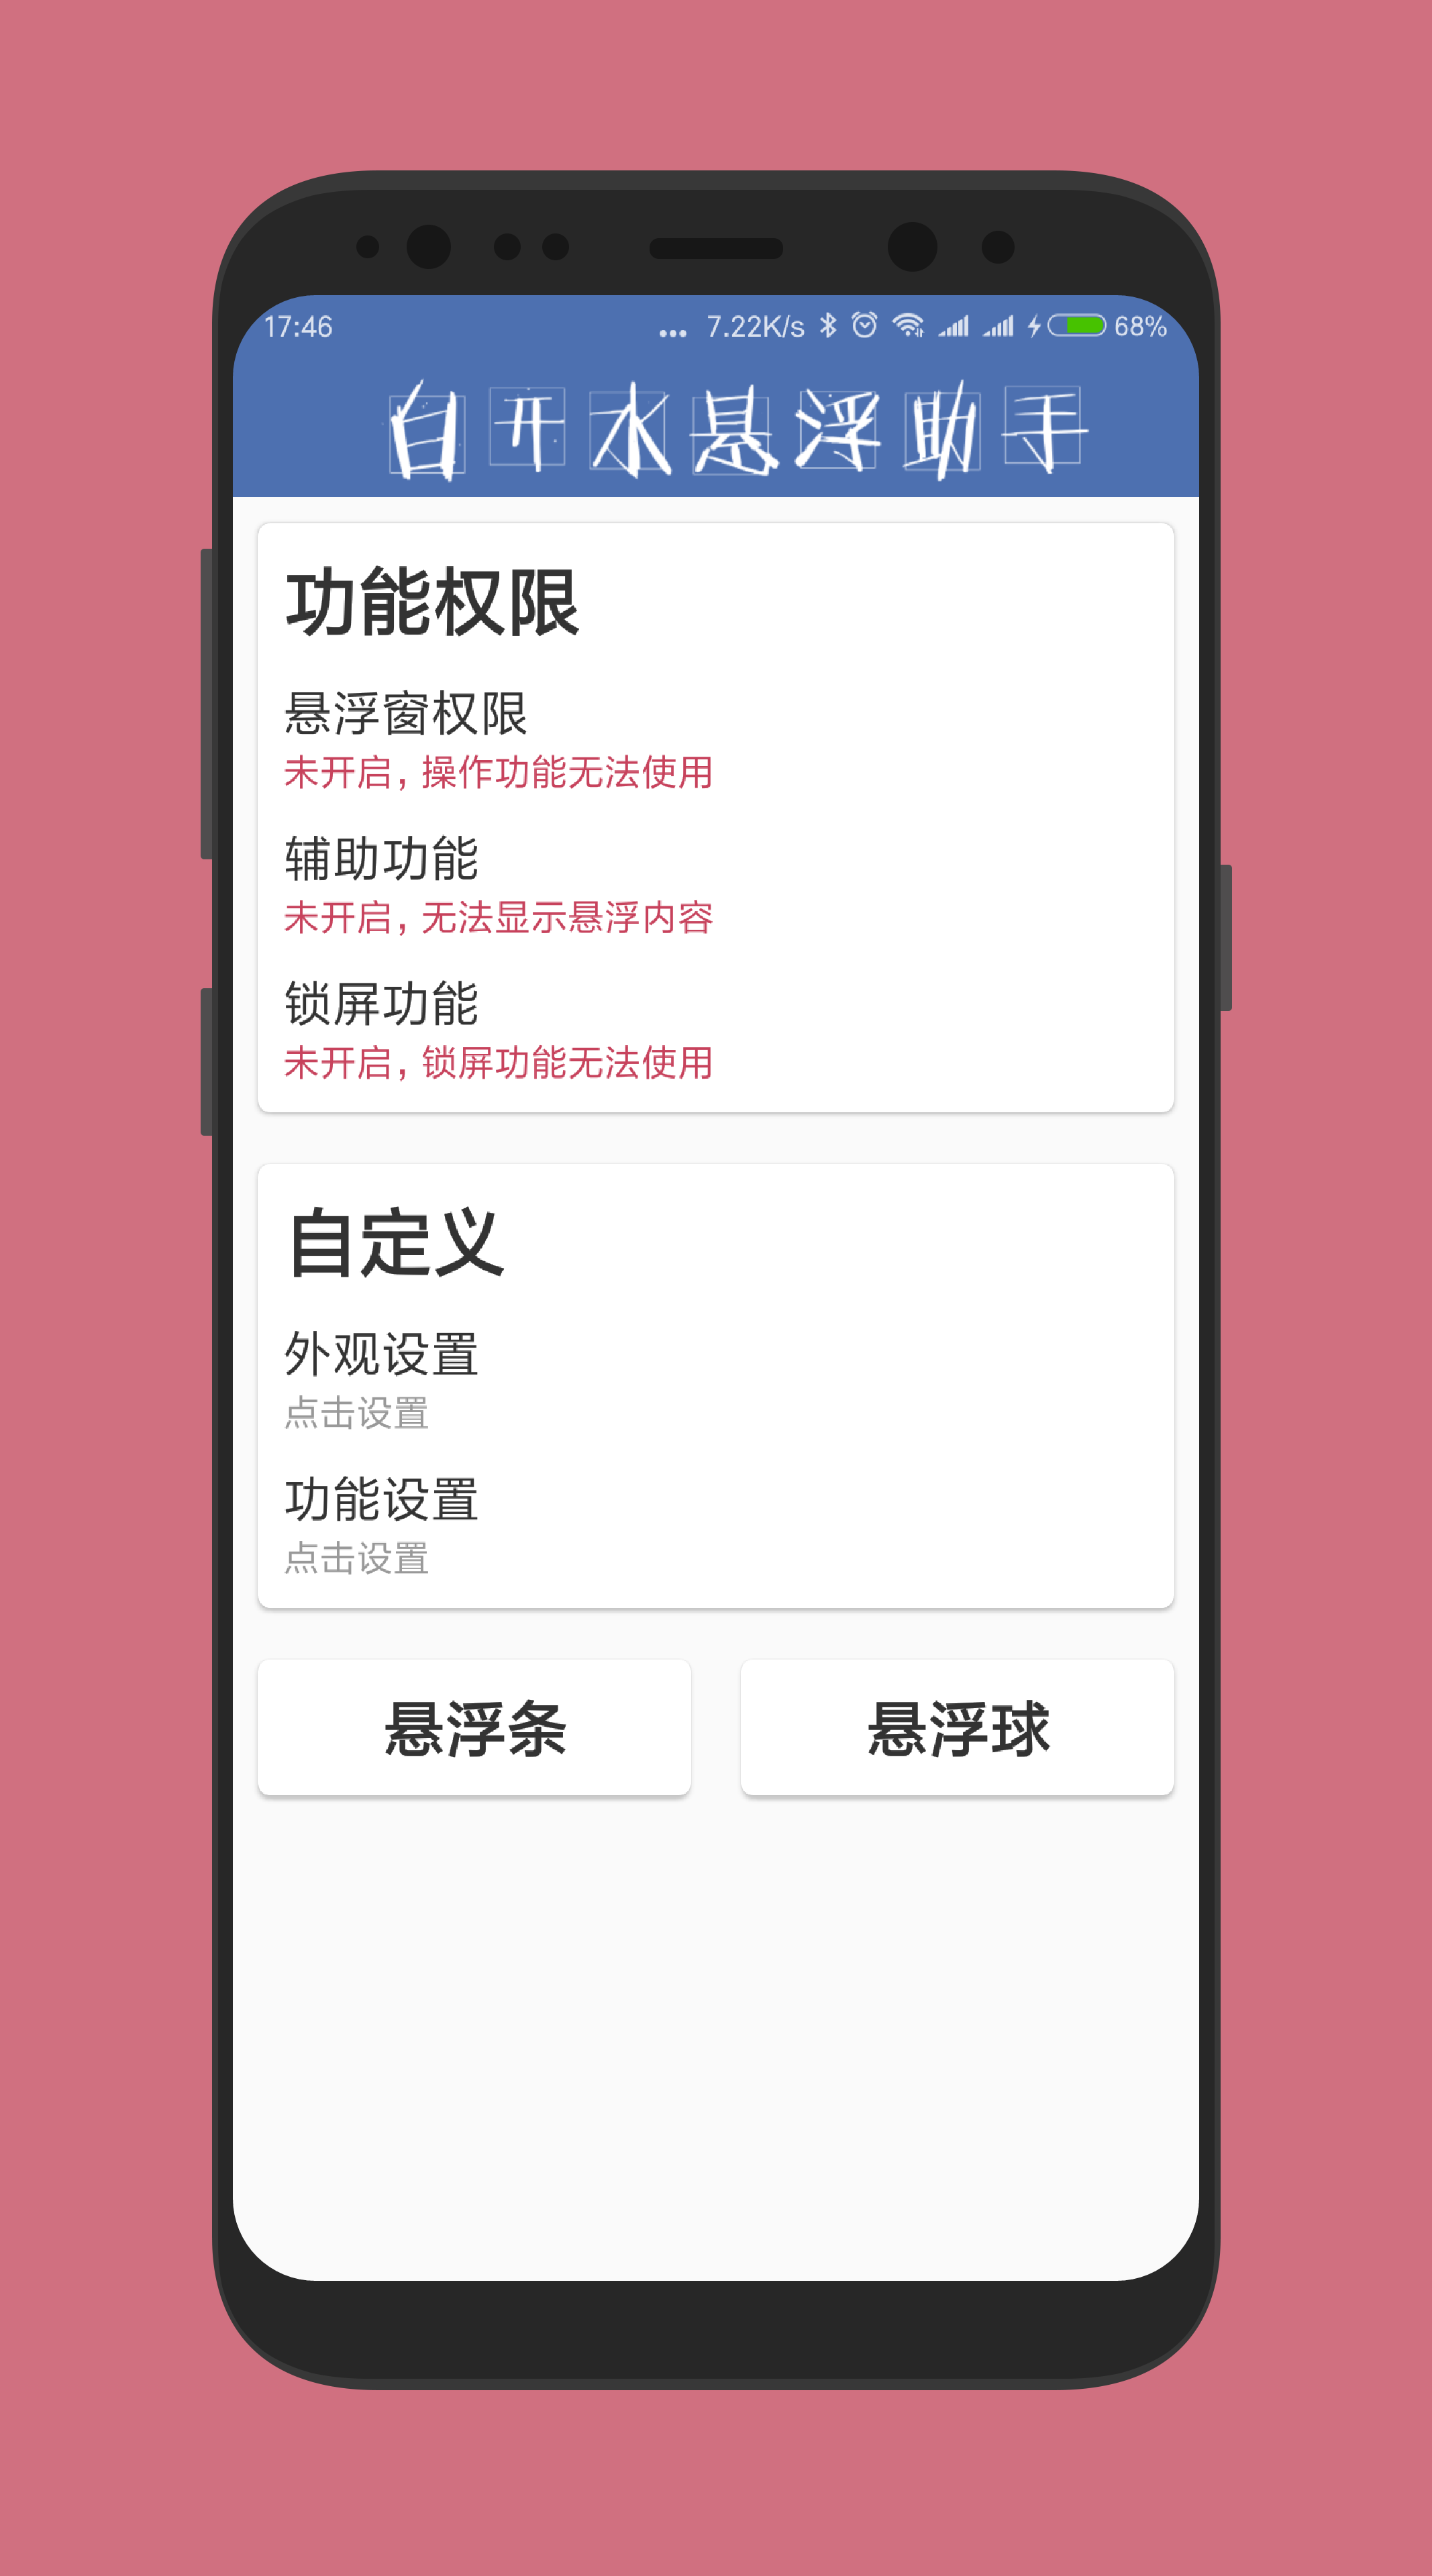 17:46 ... 7.22K/s 68%
白开水悬浮助手
功能权限
悬浮窗权限
未开启，操作功能无法使用
辅助功能
未开启，无法显示悬浮内容
锁屏功能
未开启，锁屏功能无法使用
自定义
外观设置
点击设置
功能设置
点击设置
悬浮条
悬浮球